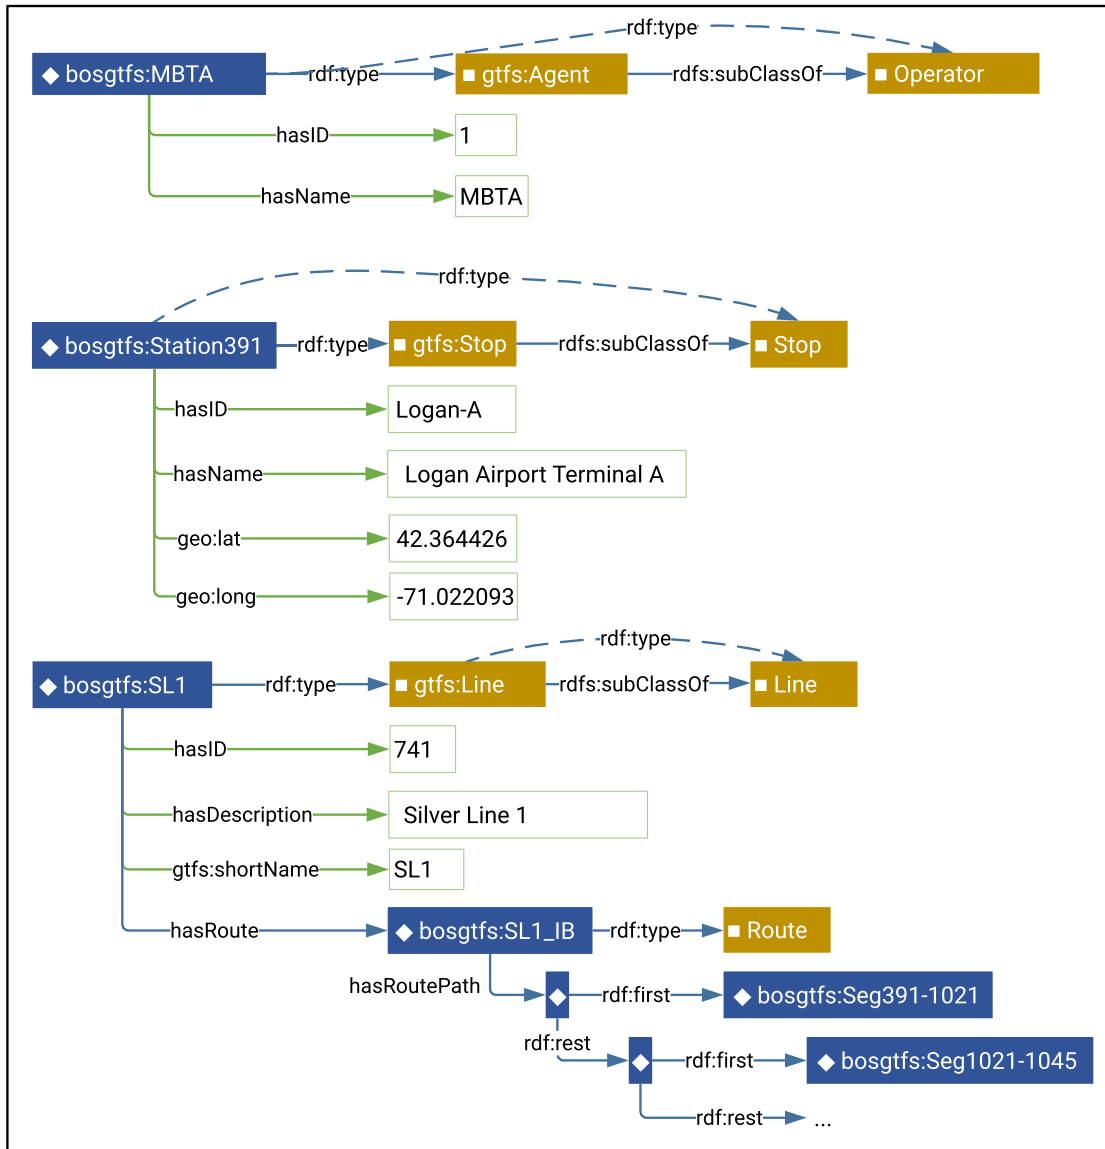 rdf:type
bosgtfs:MBTA rdf:type gtfs:Agent rdfs:subClassOf Operator
hasID 1
hasName MBTA
rdf:type
bosgtfs:Station391 rdf:type gtfs:Stop rdfs:subClassOf Stop
hasID Logan-A
hasName Logan Airport Terminal A
geo:lat 42.364426
geo:long -71.022093
rdf:type
bosgtfs:SL1 rdf:type gtfs:Line rdfs:subClassOf Line
hasID 741
hasDescription Silver Line 1
gtfs:shortName SL1
hasRoute bosgtfs:SL1_IB rdf:type Route
hasRoutePath rdf:first bosgtfs:Seg391-1021
rdf:rest rdf:first bosgtfs:Seg1021-1045
rdf:rest ...